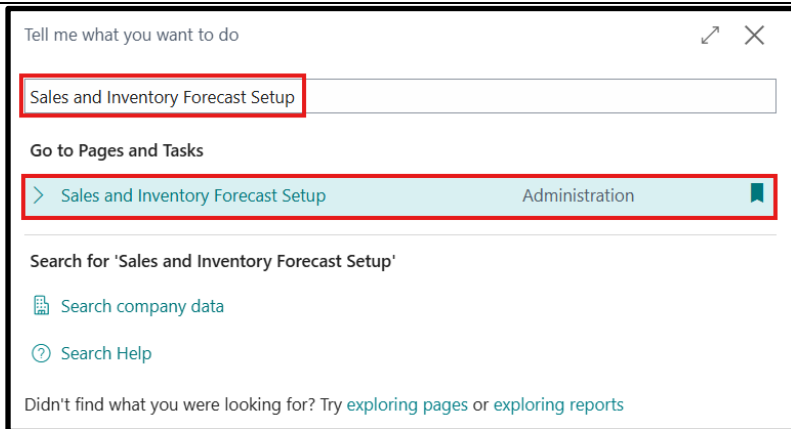 Tell me what you want to do
Sales and Inventory Forecast Setup
Go to Pages and Tasks
Sales and Inventory Forecast Setup Administration
Search for 'Sales and Inventory Forecast Setup'
Search company data
Search Help
Didn't find what you were looking for? Try exploring pages or exploring reports